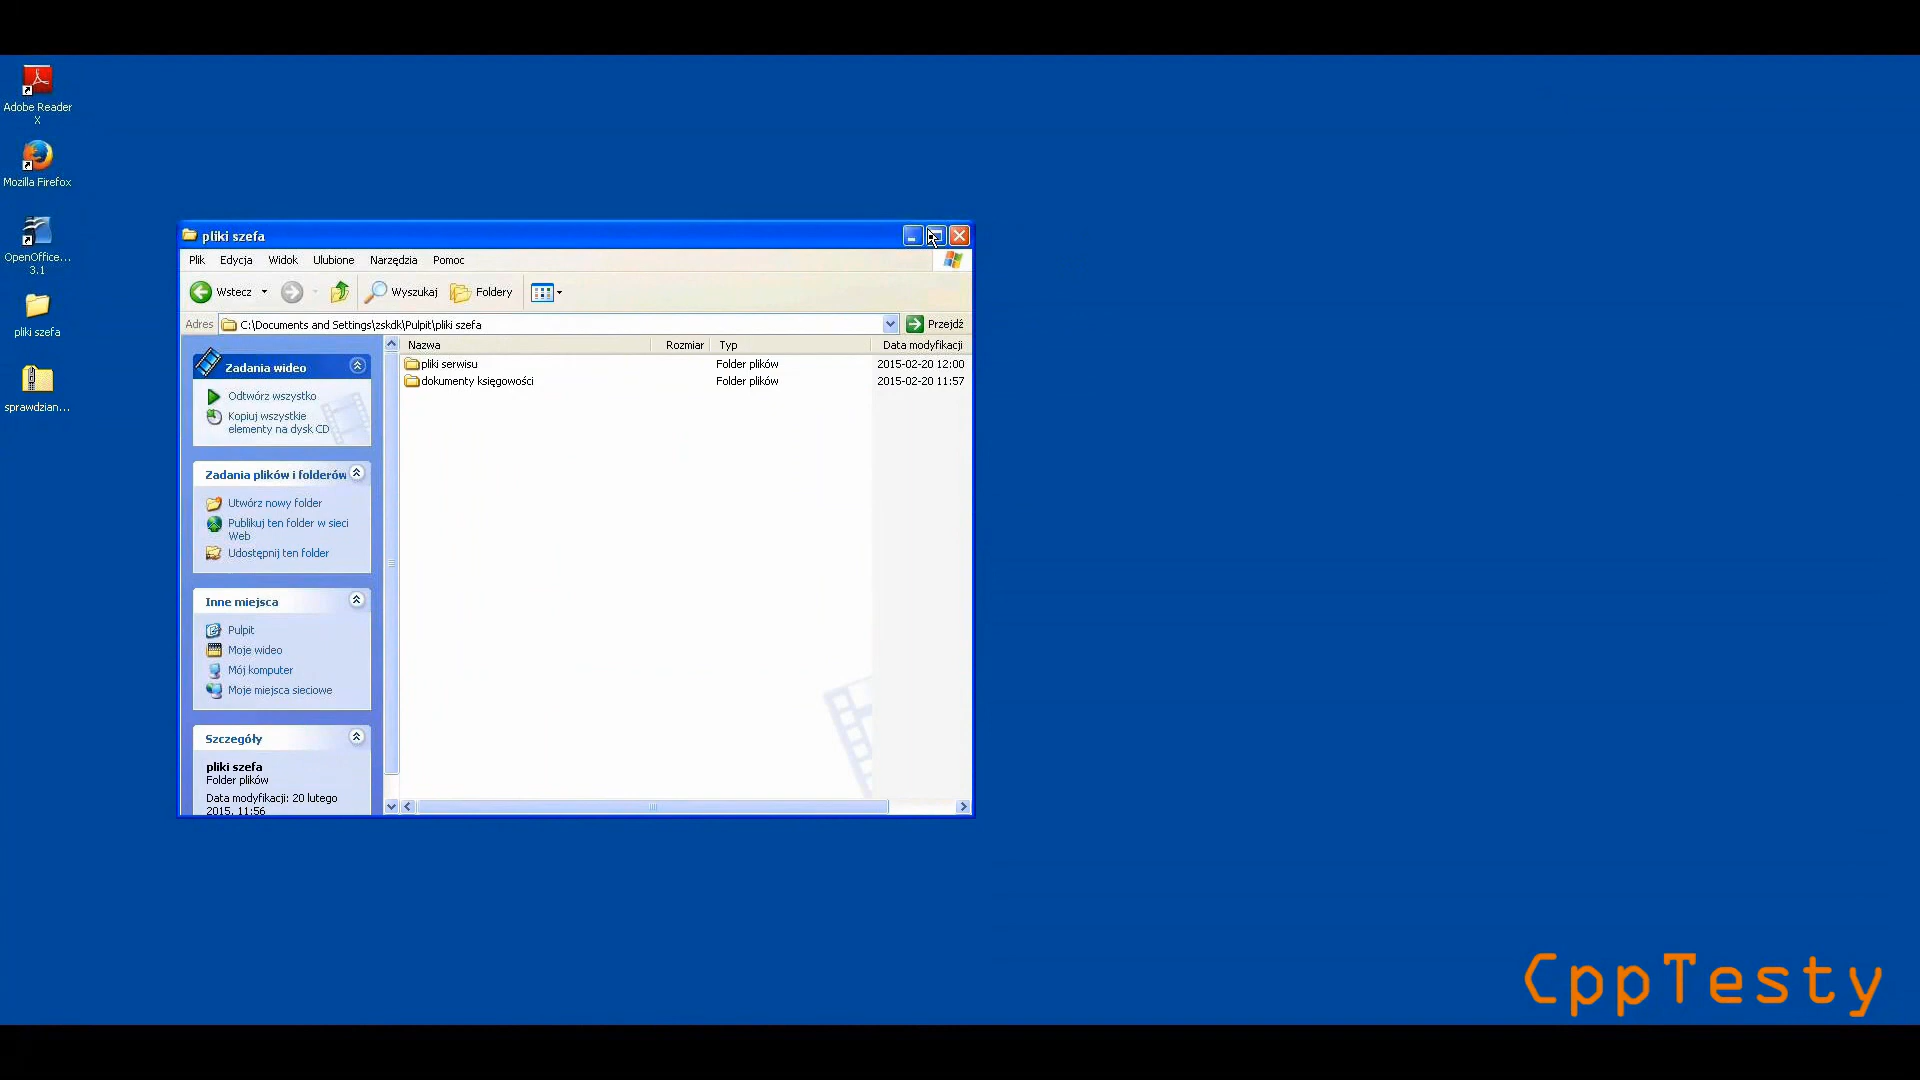 Adobe Reader
X
Mozilla Firefox
OpenOffice...
3.1
pliki szefa
sprawdzian...
pliki szefa
Plik Edycja Widok Ulubione Narzędzia Pomoc
Wstecz Wyszukaj Foldery
Adres C:\Documents and Settings\zskdk\Pulpit\pliki szefa Przejdź
Zadania wideo
Odtwórz wszystko
Kopiuj wszystkie
elementy na dysk CD
Zadania plików i folderów
Utwórz nowy folder
Publikuj ten folder w sieci
Web
Udostępnij ten folder
Inne miejsca
Pulpit
Moje wideo
Mój komputer
Moje miejsca sieciowe
Szczegóły
pliki szefa
Folder plików
Data modyfikacji: 20 lutego
2015, 11:56
Nazwa Rozmiar Typ Data modyfikacji
pliki serwisu Folder plików 2015-02-20 12:00
dokumenty księgowości Folder plików 2015-02-20 11:57
CppTesty